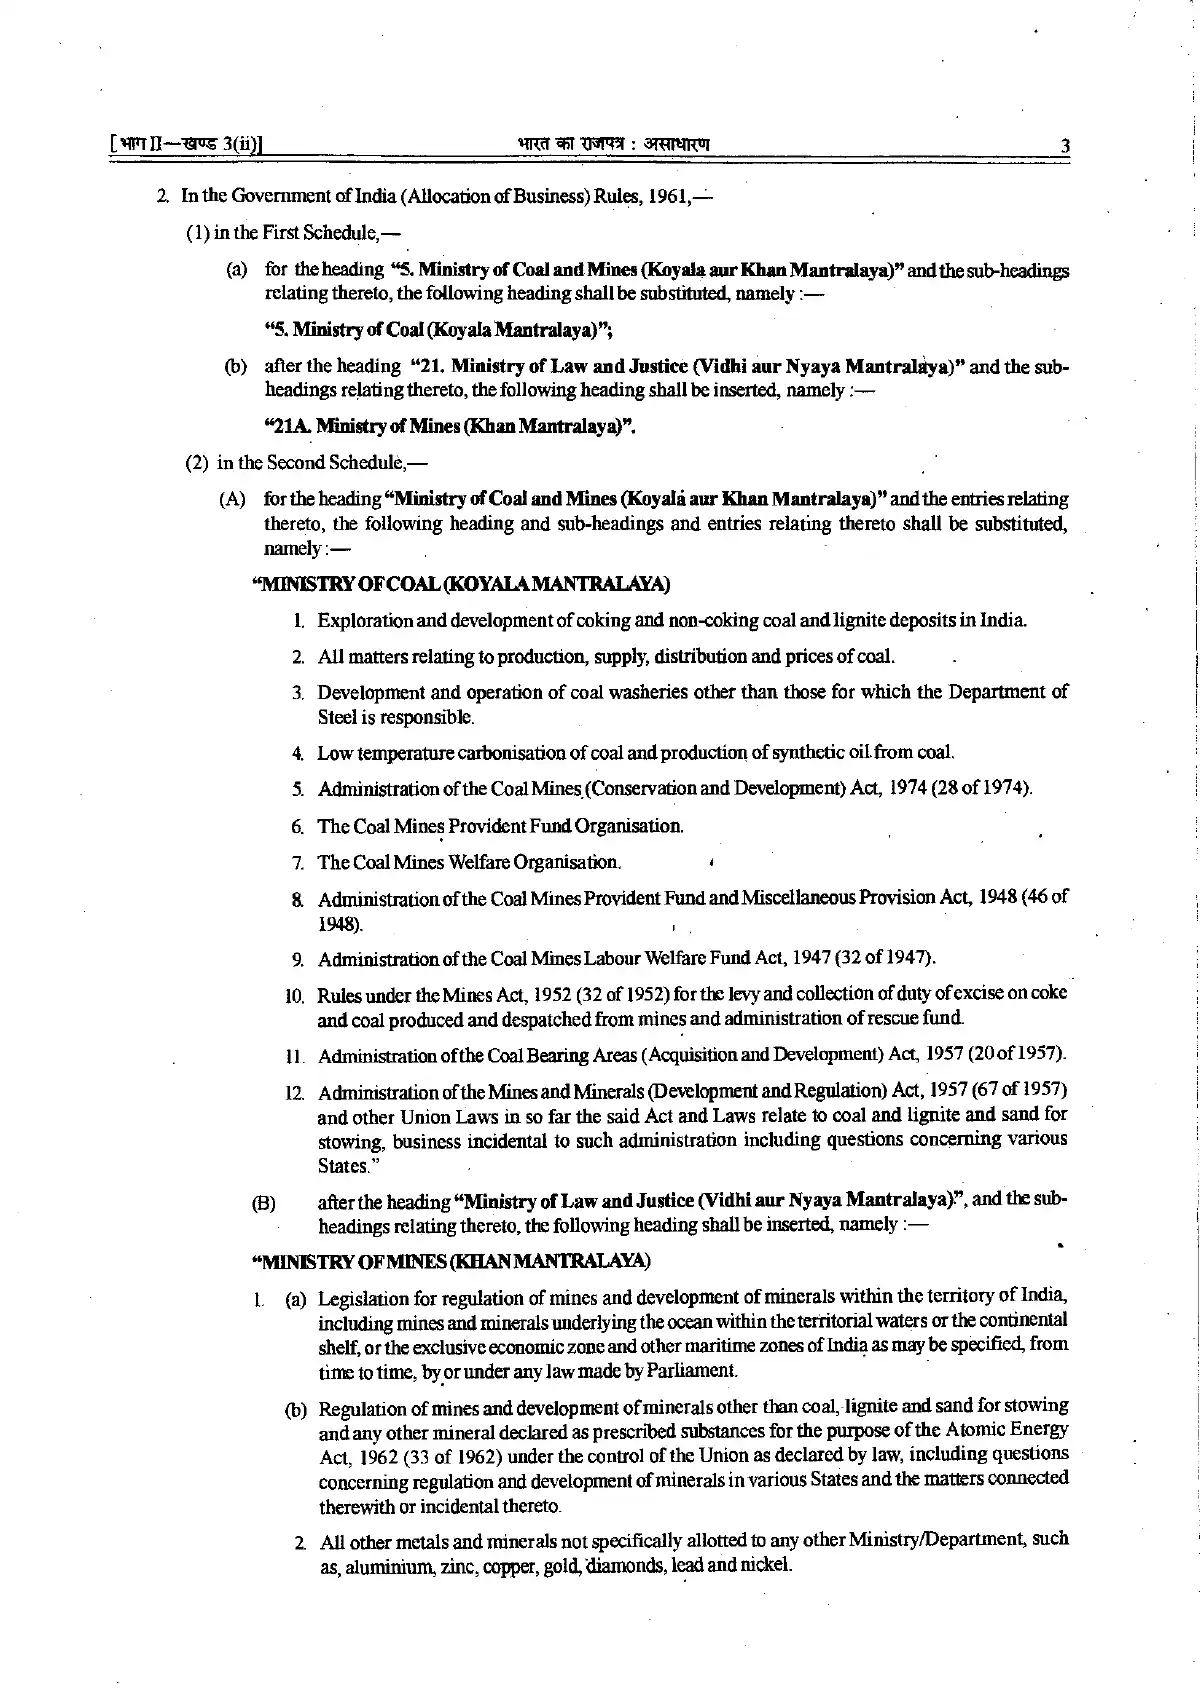 [ भाग II—खण्ड 3(ii)] भारत का राजपत्र : असाधारण 3
2. In the Government of India (Allocation of Business) Rules, 1961,—
(1) in the First Schedule,—
(a) for the heading “5. Ministry of Coal and Mines (Koyala aur Khan Mantralaya)” and the sub-headings
relating thereto, the following heading shall be substituted, namely :—
“5. Ministry of Coal (Koyala Mantralaya)”;
(b) after the heading “21. Ministry of Law and Justice (Vidhi aur Nyaya Mantralaya)” and the sub-
headings relating thereto, the following heading shall be inserted, namely :—
“21A. Ministry of Mines (Khan Mantralaya)”.
(2) in the Second Schedule,—
(A) for the heading “Ministry of Coal and Mines (Koyala aur Khan Mantralaya)” and the entries relating
thereto, the following heading and sub-headings and entries relating thereto shall be substituted,
namely :—
“MINISTRY OF COAL (KOYALA MANTRALAYA)
1. Exploration and development of coking and non-coking coal and lignite deposits in India.
2. All matters relating to production, supply, distribution and prices of coal.
3. Development and operation of coal washeries other than those for which the Department of
Steel is responsible.
4. Low temperature carbonisation of coal and production of synthetic oil from coal.
5. Administration of the Coal Mines (Conservation and Development) Act, 1974 (28 of 1974).
6. The Coal Mines Provident Fund Organisation.
7. The Coal Mines Welfare Organisation.
8. Administration of the Coal Mines Provident Fund and Miscellaneous Provision Act, 1948 (46 of
1948).
9. Administration of the Coal Mines Labour Welfare Fund Act, 1947 (32 of 1947).
10. Rules under the Mines Act, 1952 (32 of 1952) for the levy and collection of duty of excise on coke
and coal produced and despatched from mines and administration of rescue fund.
11. Administration of the Coal Bearing Areas (Acquisition and Development) Act, 1957 (20 of 1957).
12. Administration of the Mines and Minerals (Development and Regulation) Act, 1957 (67 of 1957)
and other Union Laws in so far the said Act and Laws relate to coal and lignite and sand for
stowing, business incidental to such administration including questions concerning various
States.”
(B) after the heading “Ministry of Law and Justice (Vidhi aur Nyaya Mantralaya)”, and the sub-
headings relating thereto, the following heading shall be inserted, namely :—
“MINISTRY OF MINES (KHAN MANTRALAYA)
1. (a) Legislation for regulation of mines and development of minerals within the territory of India,
including mines and minerals underlying the ocean within the territorial waters or the continental
shelf, or the exclusive economic zone and other maritime zones of India as may be specified, from
time to time, by or under any law made by Parliament.
(b) Regulation of mines and development of minerals other than coal, lignite and sand for stowing
and any other mineral declared as prescribed substances for the purpose of the Atomic Energy
Act, 1962 (33 of 1962) under the control of the Union as declared by law, including questions
concerning regulation and development of minerals in various States and the matters connected
therewith or incidental thereto.
2. All other metals and minerals not specifically allotted to any other Ministry/Department, such
as, aluminium, zinc, copper, gold, diamonds, lead and nickel.